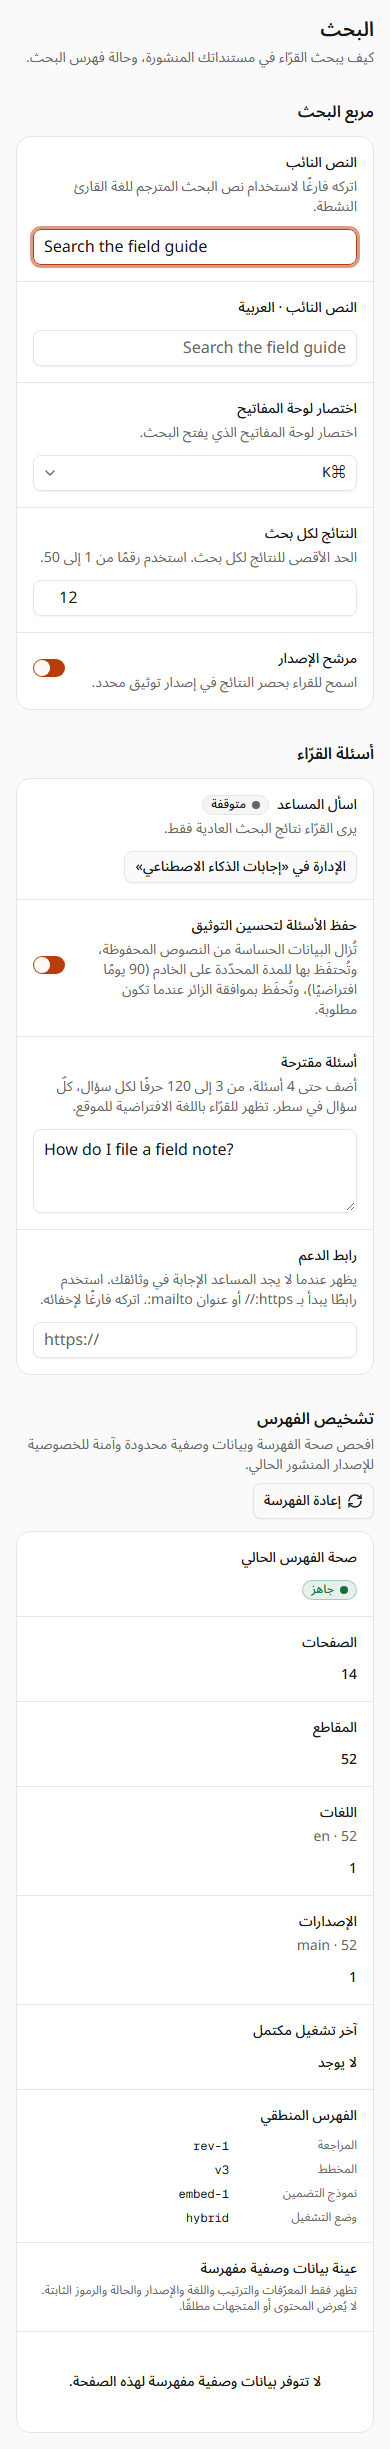 البحث
كيف يبحث القرّاء في مستنداتك المنشورة، وحالة فهرس البحث.
مربع البحث
النص النائب
اتركه فارغًا لاستخدام نص البحث المترجم للغة القارئ
النشطة.
Search the field guide
النص النائب · العربية
Search the field guide
اختصار لوحة المفاتيح
اختصار لوحة المفاتيح الذي يفتح البحث.
⌘K
النتائج لكل بحث
الحد الأقصى للنتائج لكل بحث. استخدم رقمًا من 1 إلى 50.
12
مرشح الإصدار
اسمح للقراء بحصر النتائج في إصدار توثيق محدد.
أسئلة القرّاء
اسأل المساعد متوقفة
يرى القرّاء نتائج البحث العادية فقط.
الإدارة في «إجابات الذكاء الاصطناعي»
حفظ الأسئلة لتحسين التوثيق
تُزال البيانات الحساسة من النصوص المحفوظة،
وتُحتفَظ بها للمدة المحدّدة على الخادم (90 يومًا
افتراضيًا)، وتُحفَظ بموافقة الزائر عندما تكون
مطلوبة.
أسئلة مقترحة
أضف حتى 4 أسئلة، من 3 إلى 120 حرفًا لكل سؤال، كلّ
سؤال في سطر. تظهر للقرّاء باللغة الافتراضية للموقع.
How do I file a field note?
رابط الدعم
يظهر عندما لا يجد المساعد الإجابة في وثائقك. استخدم
رابطًا يبدأ بـ https:// أو عنوان mailto:. اتركه فارغًا لإخفائه.
https://
تشخيص الفهرس
افحص صحة الفهرسة وبيانات وصفية محدودة وآمنة للخصوصية
للإصدار المنشور الحالي.
إعادة الفهرسة
صحة الفهرس الحالي
جاهز
الصفحات
14
المقاطع
52
اللغات
en · 52
1
الإصدارات
main · 52
1
آخر تشغيل مكتمل
لا يوجد
الفهرس المنطقي
المراجعة rev-1
المخطط v3
نموذج التضمين embed-1
وضع التشغيل hybrid
عينة بيانات وصفية مفهرسة
تظهر فقط المعرّفات والترتيب واللغة والإصدار والحالة والرموز الثابتة.
لا يُعرض المحتوى أو المتجهات مطلقًا.
لا تتوفر بيانات وصفية مفهرسة لهذه الصفحة.